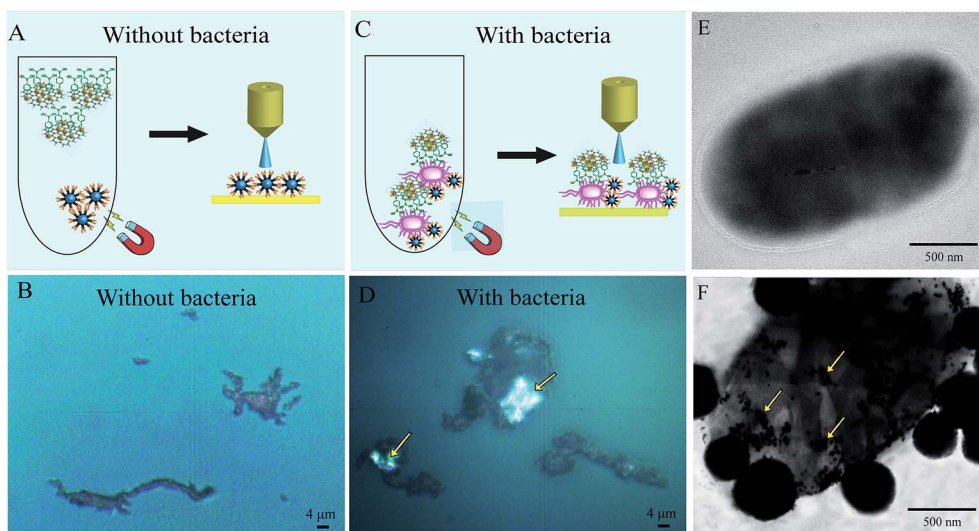 A
Without bacteria
B
Without bacteria
4 μm
C
With bacteria
D
With bacteria
4 μm
E
500 nm
F
500 nm